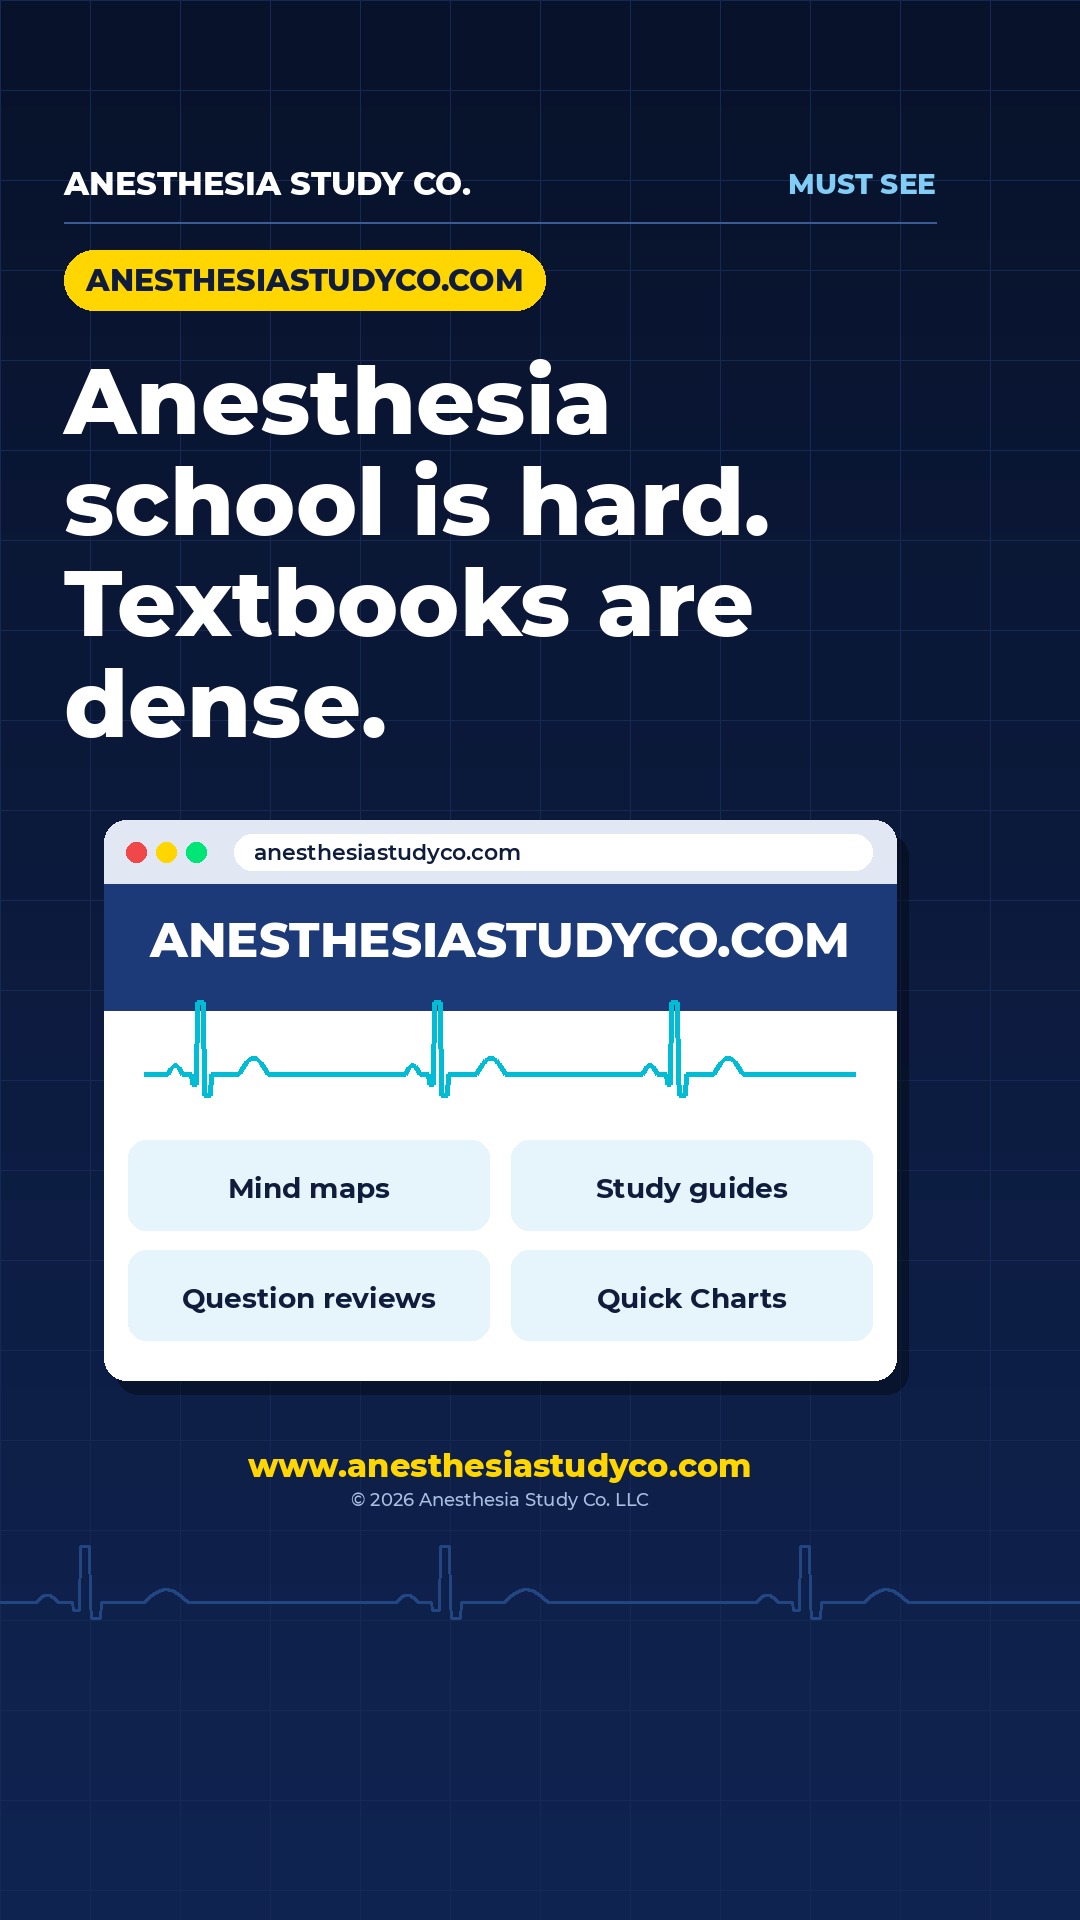 ANESTHESIA STUDY CO.
MUST SEE
ANESTHESIASTUDYCO.COM
Anesthesia
school is hard.
Textbooks are
dense.
anesthesiastudyco.com
ANESTHESIASTUDYCO.COM
Mind maps
Study guides
Question reviews
Quick Charts
www.anesthesiastudyco.com
© 2026 Anesthesia Study Co. LLC